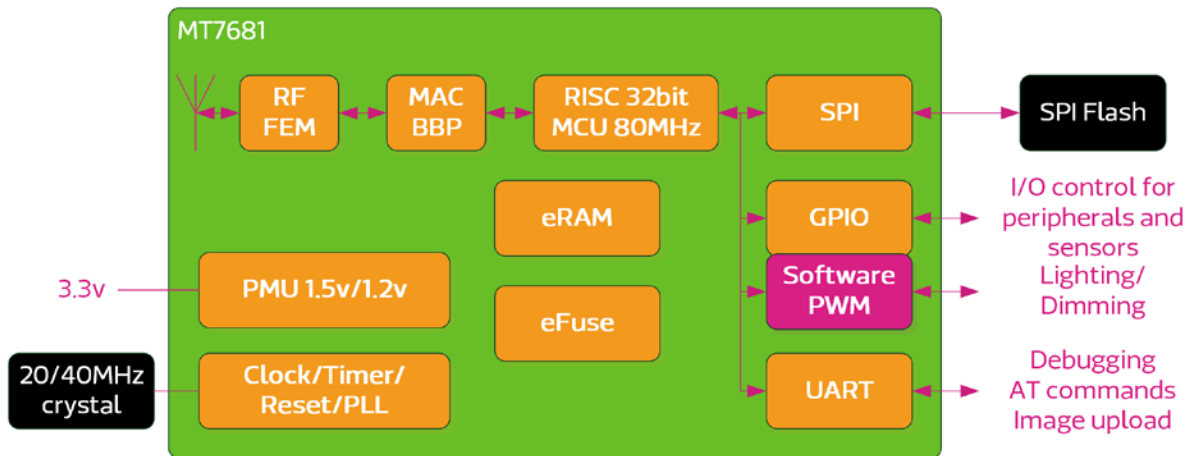 MT7681
RF
FEM
MAC
BBP
RISC 32bit
MCU 80MHz
SPI
SPI Flash
eRAM
GPIO
I/O control for
peripherals and
sensors
3.3v
PMU 1.5v/1.2v
eFuse
Software
PWM
Lighting/
Dimming
20/40MHz
crystal
Clock/Timer/
Reset/PLL
UART
Debugging
AT commands
Image upload